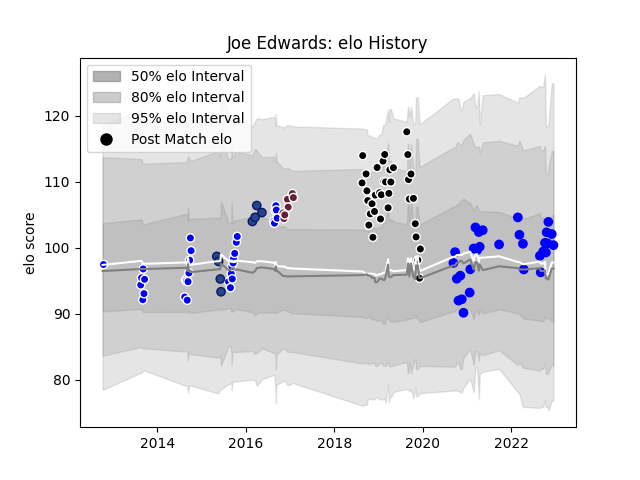 Joe Edwards: elo History
50% elo Interval
80% elo Interval
95% elo Interval
Post Match elo
elo score
120
110
100
90
80
2014 2016 2018 2020 2022